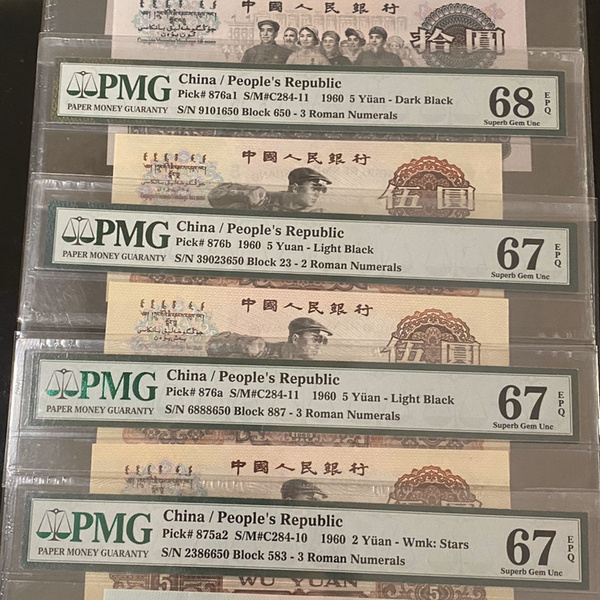 中國人民銀行
拾圓
PMG
PAPER MONEY GUARANTY
China / People's Republic
Pick# 876a1 S/M#C284-11 1960 5 Yüan - Dark Black
S/N 9101650 Block 650 - 3 Roman Numerals
68 EPQ
Superb Gem Unc
中國人民銀行
伍圓
PMG
PAPER MONEY GUARANTY
China / People's Republic
Pick# 876b 1960 5 Yuan - Light Black
S/N 39023650 Block 23 - 2 Roman Numerals
67 EPQ
Superb Gem Unc
中國人民銀行
伍圓
PMG
PAPER MONEY GUARANTY
China / People's Republic
Pick# 876a S/M#C284-11 1960 5 Yüan - Light Black
S/N 6888650 Block 887 - 3 Roman Numerals
67 EPQ
Superb Gem Unc
中國人民銀行
PMG
PAPER MONEY GUARANTY
China / People's Republic
Pick# 875a2 S/M#C284-10 1960 2 Yüan - Wmk: Stars
S/N 2386650 Block 583 - 3 Roman Numerals
67 EPQ
Superb Gem Unc
5 WU YUAN 5